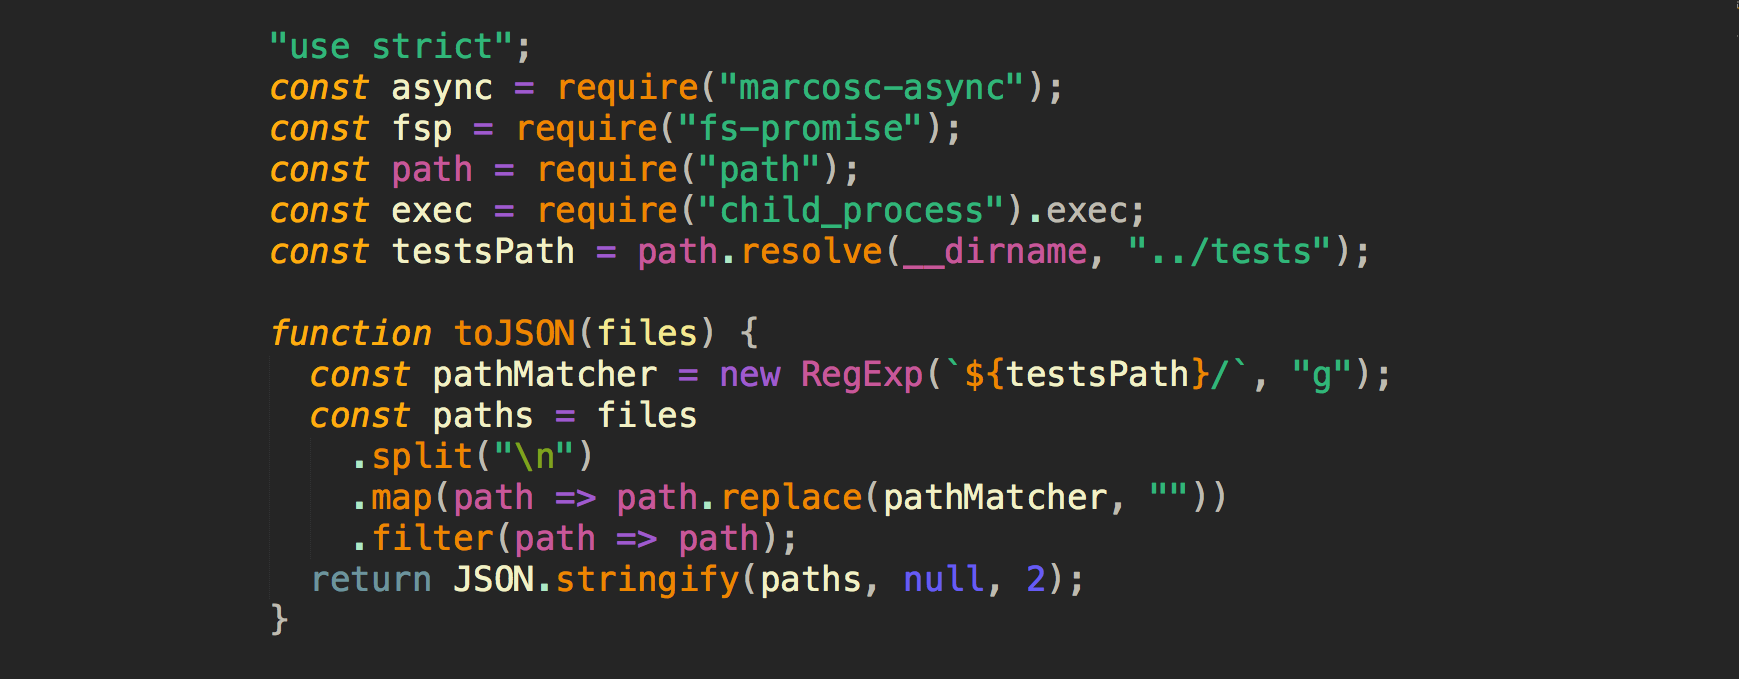 "use strict";
const async = require("marcosc-async");
const fsp = require("fs-promise");
const path = require("path");
const exec = require("child_process").exec;
const testsPath = path.resolve(__dirname, "../tests");

function toJSON(files) {
  const pathMatcher = new RegExp(`${testsPath}/`, "g");
  const paths = files
    .split("\n")
    .map(path => path.replace(pathMatcher, ""))
    .filter(path => path);
  return JSON.stringify(paths, null, 2);
}